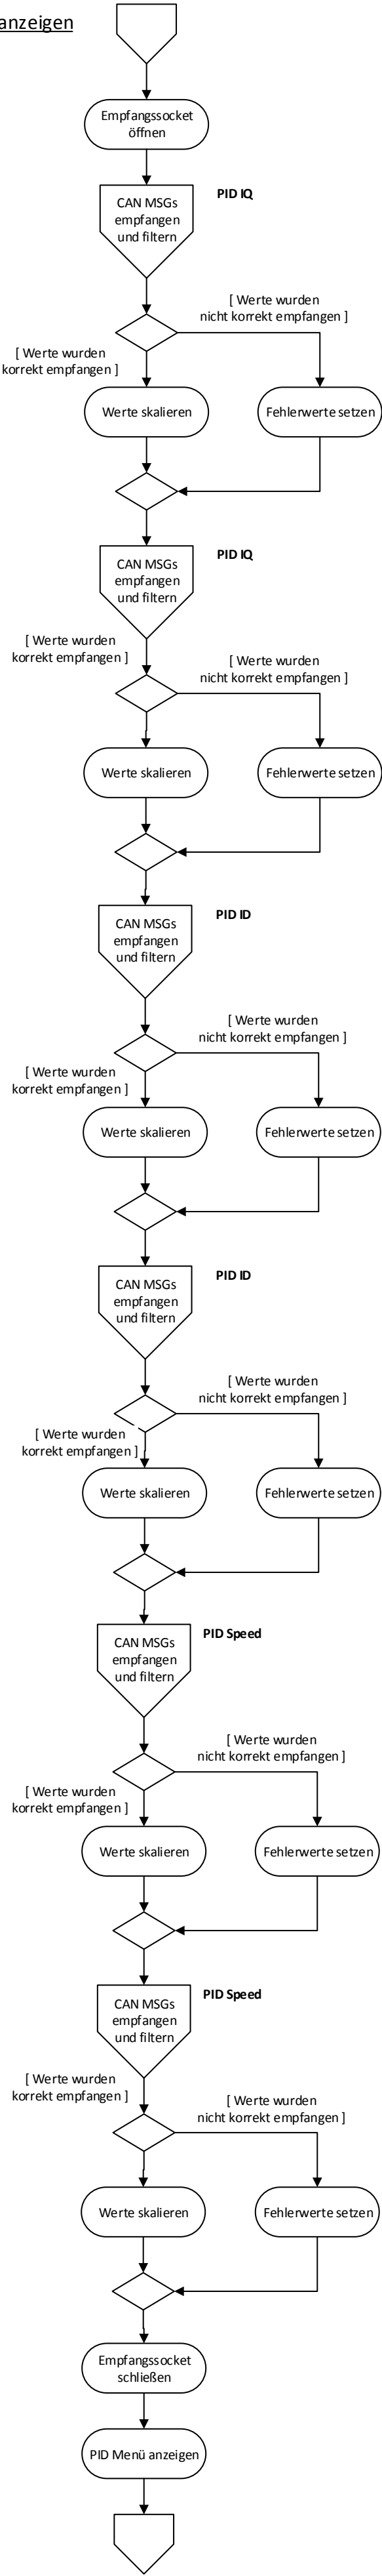 anzeigen
Empfangssocket
öffnen
PID IQ
CAN MSGs
empfangen
und filtern
[ Werte wurden
nicht korrekt empfangen ]
[ Werte wurden
korrekt empfangen ]
Werte skalieren
Fehlerwerte setzen
PID IQ
CAN MSGs
empfangen
und filtern
[ Werte wurden
korrekt empfangen ]
[ Werte wurden
nicht korrekt empfangen ]
Werte skalieren
Fehlerwerte setzen
PID ID
CAN MSGs
empfangen
und filtern
[ Werte wurden
nicht korrekt empfangen ]
[ Werte wurden
korrekt empfangen ]
Werte skalieren
Fehlerwerte setzen
PID ID
CAN MSGs
empfangen
und filtern
[ Werte wurden
nicht korrekt empfangen ]
[ Werte wurden
korrekt empfangen ]
Werte skalieren
Fehlerwerte setzen
PID Speed
CAN MSGs
empfangen
und filtern
[ Werte wurden
nicht korrekt empfangen ]
[ Werte wurden
korrekt empfangen ]
Werte skalieren
Fehlerwerte setzen
PID Speed
CAN MSGs
empfangen
und filtern
[ Werte wurden
korrekt empfangen ]
[ Werte wurden
nicht korrekt empfangen ]
Werte skalieren
Fehlerwerte setzen
Empfangssocket
schließen
PID Menü anzeigen